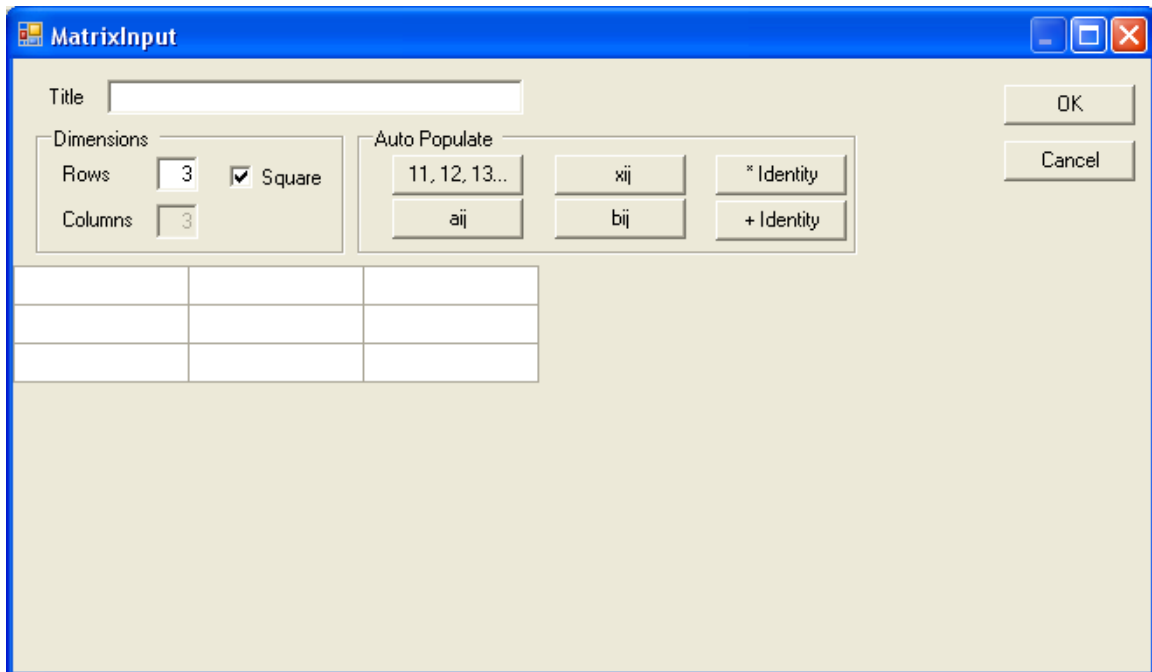 MatrixInput
Title
OK
Dimensions
Auto Populate
Rows 3 Square
11, 12, 13... xij * Identity
Cancel
Columns 3
aij bij + Identity